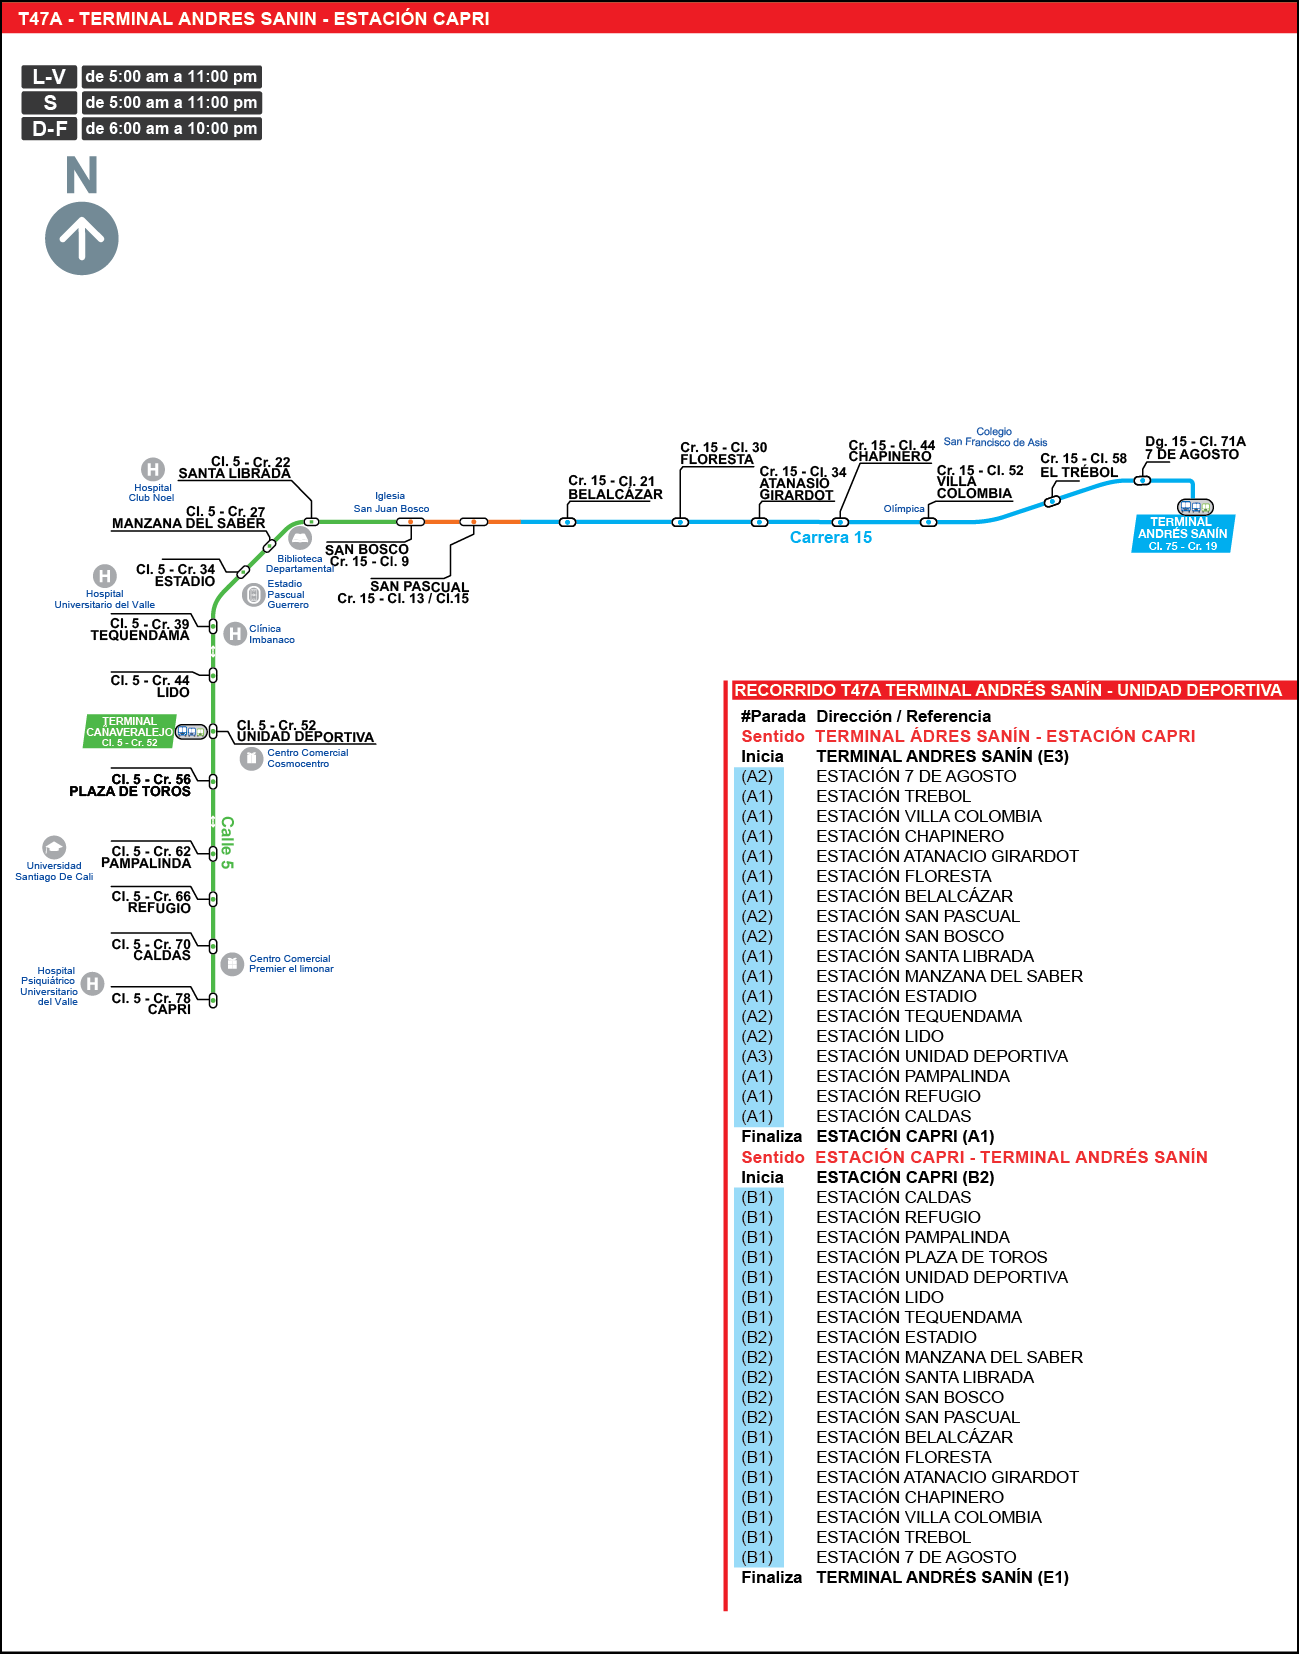 T47A - TERMINAL ANDRES SANIN - ESTACIÓN CAPRI
L-V de 5:00 am a 11:00 pm
S de 5:00 am a 11:00 pm
D-F de 6:00 am a 10:00 pm
N
Cl. 5 - Cr. 22
SANTA LIBRADA
H
Hospital
Club Noel
Cl. 5 - Cr. 27
MANZANA DEL SABER
Iglesia
San Juan Bosco
SAN BOSCO
Cr. 15 - Cl. 9
SAN PASCUAL
Cr. 15 - Cl. 13 / Cl.15
Cr. 15 - Cl. 21
BELALCÁZAR
Cr. 15 - Cl. 30
FLORESTA
Cr. 15 - Cl. 34
ATANASIO
GIRARDOT
Cr. 15 - Cl. 44
CHAPINERO
Carrera 15
Olímpica
Cr. 15 - Cl. 52
VILLA
COLOMBIA
Colegio
San Francisco de Asis
Cr. 15 - Cl. 58
EL TRÉBOL
Dg. 15 - Cl. 71A
7 DE AGOSTO
TERMINAL
ANDRÉS SANÍN
Cl. 75 - Cr. 19
Biblioteca
Departamental
Cl. 5 - Cr. 34
ESTADIO
H
Hospital
Universitario del Valle
Estadio
Pascual
Guerrero
Cl. 5 - Cr. 39
TEQUENDAMA
H
Clínica
Imbanaco
Cl. 5 - Cr. 44
LIDO
TERMINAL
CAÑAVERALEJO
Cl. 5 - Cr. 52
Cl. 5 - Cr. 52
UNIDAD DEPORTIVA
Centro Comercial
Cosmocentro
Cl. 5 - Cr. 56
PLAZA DE TOROS
Calle 5
Cl. 5 - Cr. 62
PAMPALINDA
Universidad
Santiago De Cali
Cl. 5 - Cr. 66
REFUGIO
Cl. 5 - Cr. 70
CALDAS
Centro Comercial
Premier el limonar
Hospital
Psiquiátrico
Universitario
del Valle
H
Cl. 5 - Cr. 78
CAPRI
RECORRIDO T47A TERMINAL ANDRÉS SANÍN - UNIDAD DEPORTIVA
#Parada Dirección / Referencia
Sentido TERMINAL ÁDRES SANÍN - ESTACIÓN CAPRI
Inicia TERMINAL ANDRES SANÍN (E3)
(A2) ESTACIÓN 7 DE AGOSTO
(A1) ESTACIÓN TREBOL
(A1) ESTACIÓN VILLA COLOMBIA
(A1) ESTACIÓN CHAPINERO
(A1) ESTACIÓN ATANACIO GIRARDOT
(A1) ESTACIÓN FLORESTA
(A1) ESTACIÓN BELALCÁZAR
(A2) ESTACIÓN SAN PASCUAL
(A2) ESTACIÓN SAN BOSCO
(A1) ESTACIÓN SANTA LIBRADA
(A1) ESTACIÓN MANZANA DEL SABER
(A1) ESTACIÓN ESTADIO
(A2) ESTACIÓN TEQUENDAMA
(A2) ESTACIÓN LIDO
(A3) ESTACIÓN UNIDAD DEPORTIVA
(A1) ESTACIÓN PAMPALINDA
(A1) ESTACIÓN REFUGIO
(A1) ESTACIÓN CALDAS
Finaliza ESTACIÓN CAPRI (A1)
Sentido ESTACIÓN CAPRI - TERMINAL ANDRÉS SANÍN
Inicia ESTACIÓN CAPRI (B2)
(B1) ESTACIÓN CALDAS
(B1) ESTACIÓN REFUGIO
(B1) ESTACIÓN PAMPALINDA
(B1) ESTACIÓN PLAZA DE TOROS
(B1) ESTACIÓN UNIDAD DEPORTIVA
(B1) ESTACIÓN LIDO
(B1) ESTACIÓN TEQUENDAMA
(B2) ESTACIÓN ESTADIO
(B2) ESTACIÓN MANZANA DEL SABER
(B2) ESTACIÓN SANTA LIBRADA
(B2) ESTACIÓN SAN BOSCO
(B2) ESTACIÓN SAN PASCUAL
(B1) ESTACIÓN BELALCÁZAR
(B1) ESTACIÓN FLORESTA
(B1) ESTACIÓN ATANACIO GIRARDOT
(B1) ESTACIÓN CHAPINERO
(B1) ESTACIÓN VILLA COLOMBIA
(B1) ESTACIÓN TREBOL
(B1) ESTACIÓN 7 DE AGOSTO
Finaliza TERMINAL ANDRÉS SANÍN (E1)